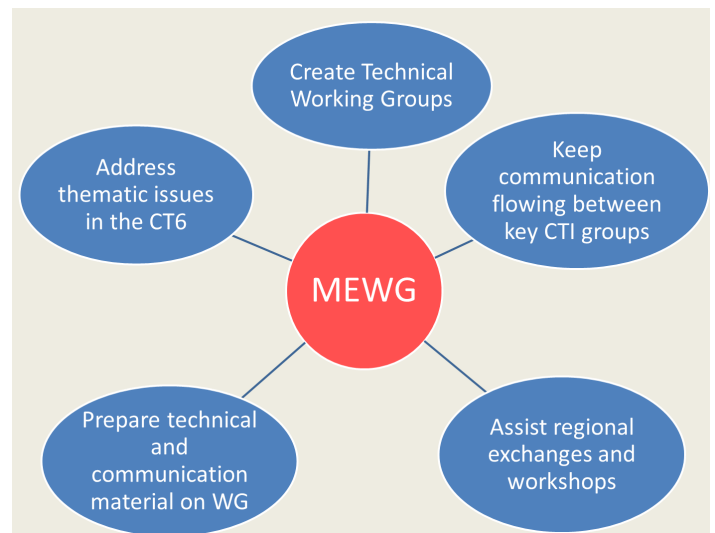 Create Technical
Working Groups
Keep
communication
flowing between
key CTI groups
Address
thematic issues
in the CT6
MEWG
Prepare technical
and
communication
material on WG
Assist regional
exchanges and
workshops